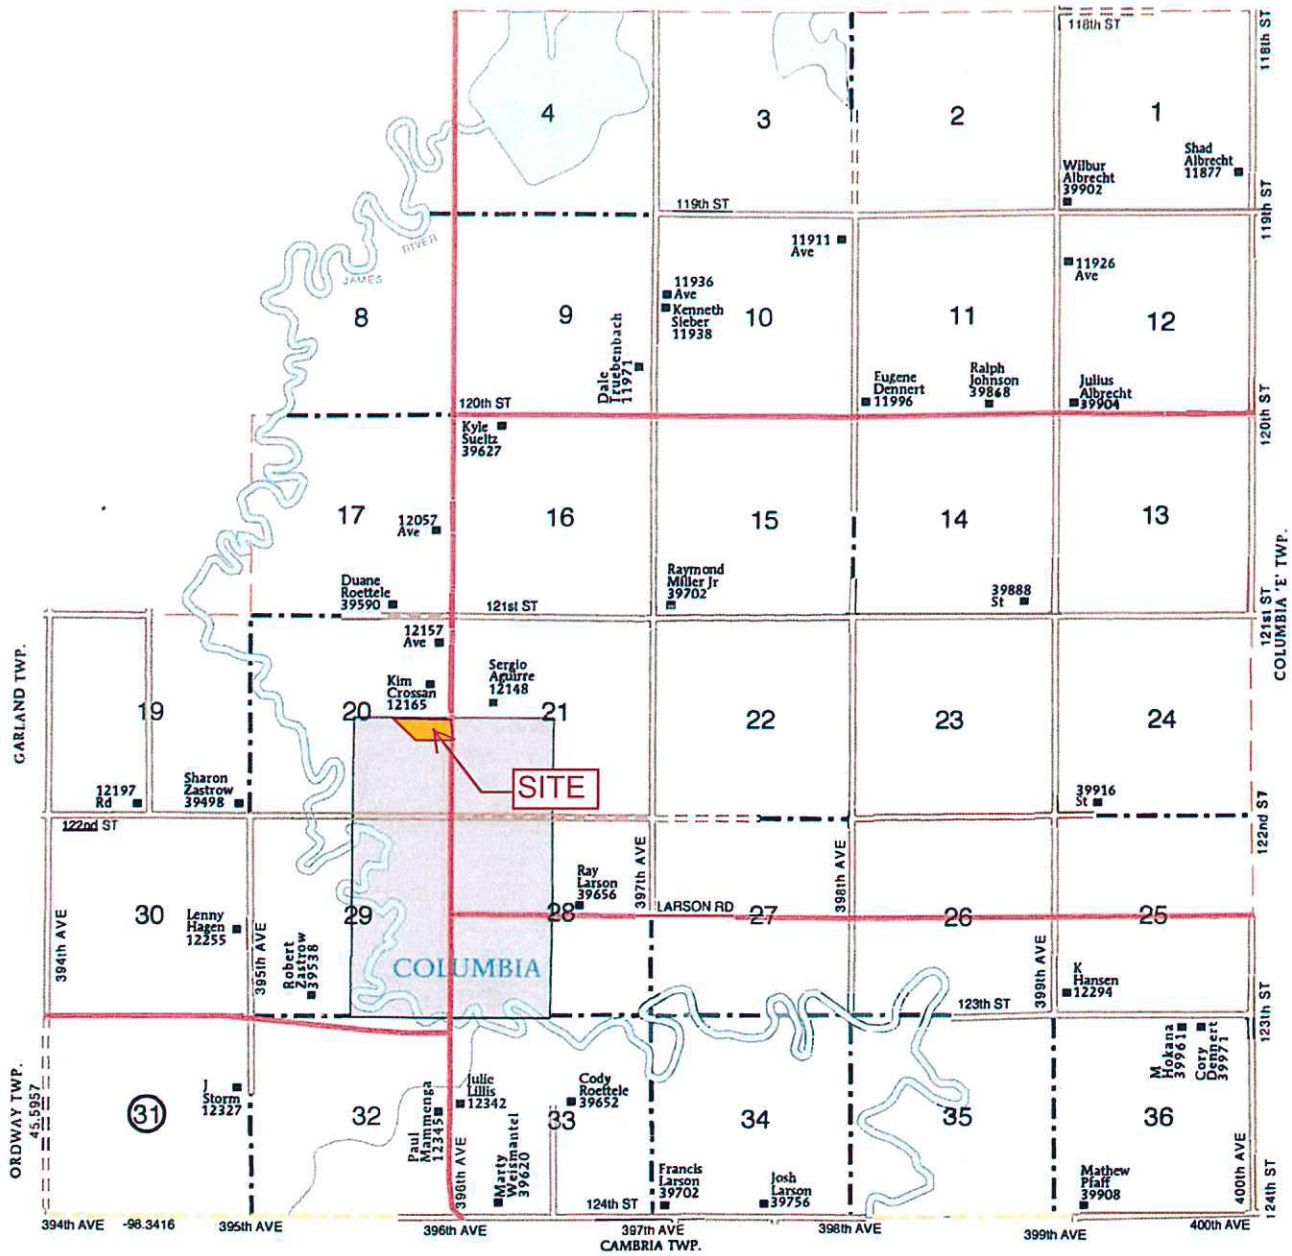 118th ST
118th ST
4
3
2
1
Shad
Albrecht
11877
Wilbur
Albrecht
39902
119th ST
119th ST
JAMES
RIVER
11911
Ave
11926
Ave
11936
Ave
Kenneth
Sieber
11938
8
9
10
11
12
Dale
Truebenbach
11971
Eugene
Dennert
11996
Ralph
Johnson
39868
Julius
Albrecht
39904
120th ST
120th ST
Kyle
Sueltz
39627
17
12057
Ave
16
15
14
13
COLUMBIA 'E' TWP.
Duane
Roettele
39590
121st ST
Raymond
Miller Jr
39702
39888
St
121st ST
12157
Ave
Sergio
Aguirre
12148
Kim
Crossan
12165
GARLAND TWP.
19
20
21
22
23
24
SITE
12197
Rd
Sharon
Zastrow
39498
39916
St
122nd ST
122nd ST
397th AVE
398th AVE
Ray
Larson
39656
LARSON RD
394th AVE
30
Lenny
Hagen
12255
395th AVE
Robert
Zastrow
39538
29
28
27
26
25
399th AVE
COLUMBIA
K
Hansen
12294
123th ST
123th ST
M
Hokana
39961
Cory
Dennert
39971
ORDWAY TWP.
45.5957
31
J
Storm
12327
32
Paul
Mammenga
12345
Julie
Lillis
12342
396th AVE
Marty
Weismantel
39620
Cody
Roettele
39652
33
34
35
36
Francis
Larson
39702
Josh
Larson
39756
Mathew
Pfaff
39908
400th AVE
124th ST
124th ST
394th AVE
-98.3416
395th AVE
396th AVE
397th AVE
398th AVE
399th AVE
400th AVE
CAMBRIA TWP.